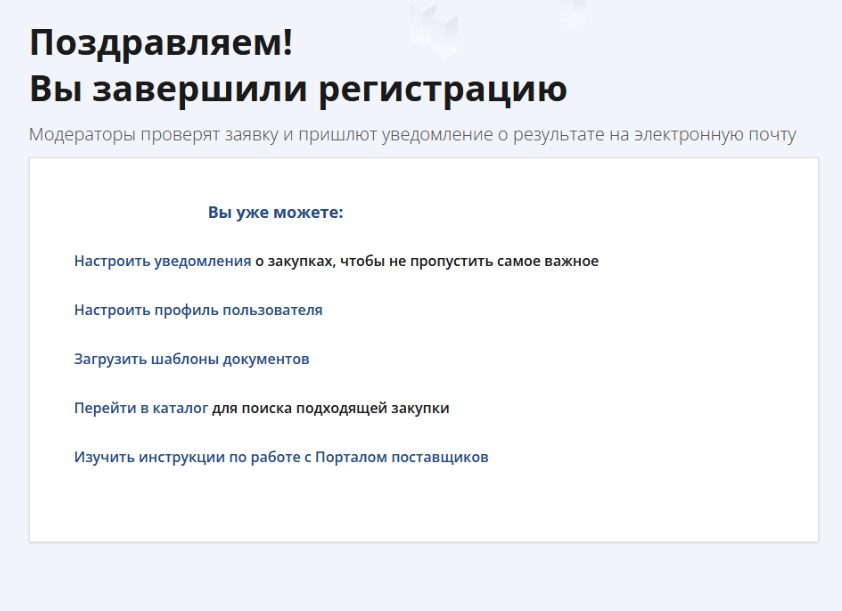 Поздравляем!
Вы завершили регистрацию
Модераторы проверят заявку и пришлют уведомление о результате на электронную почту
Вы уже можете:
Настроить уведомления о закупках, чтобы не пропустить самое важное
Настроить профиль пользователя
Загрузить шаблоны документов
Перейти в каталог для поиска подходящей закупки
Изучить инструкции по работе с Порталом поставщиков